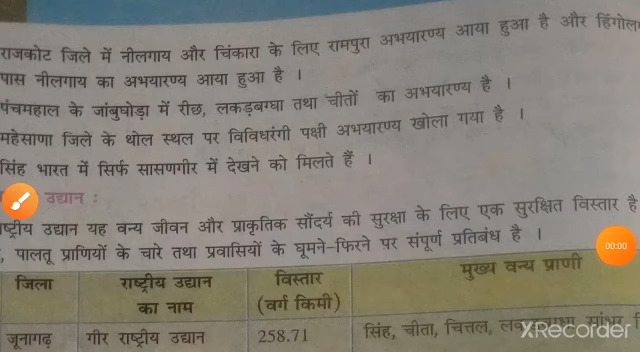 राजकोट जिले में नीलगाय और चिंकारा के लिए रामपुरा अभयारण्य आया हुआ है और
पास नीलगाय का अभयारण्य आया हुआ है ।
पंचमहाल के जांबुघोड़ा में रीछ, लकड़बग्घा तथा चीतों का अभयारण्य है ।
महेसाणा जिले के थोल स्थल पर विविधरंगी पक्षी अभयारण्य खोला गया है ।
सिंह भारत में सिर्फ सासणगीर में देखने को मिलते हैं ।
उद्यान :
उद्यान यह वन्य जीवन और प्राकृतिक सौंदर्य की सुरक्षा के लिए एक सुरक्षित विस्तार है
, पालतू प्राणियों के चारे तथा प्रवासियों के घूमने-फिरने पर संपूर्ण प्रतिबंध है ।
00:00
जिला राष्ट्रीय उद्यान का नाम विस्तार (वर्ग किमी) मुख्य वन्य प्राणी
जूनागढ़ गीर राष्ट्रीय उद्यान 258.71 सिंह, चीता, चित्तल,
XRecorder